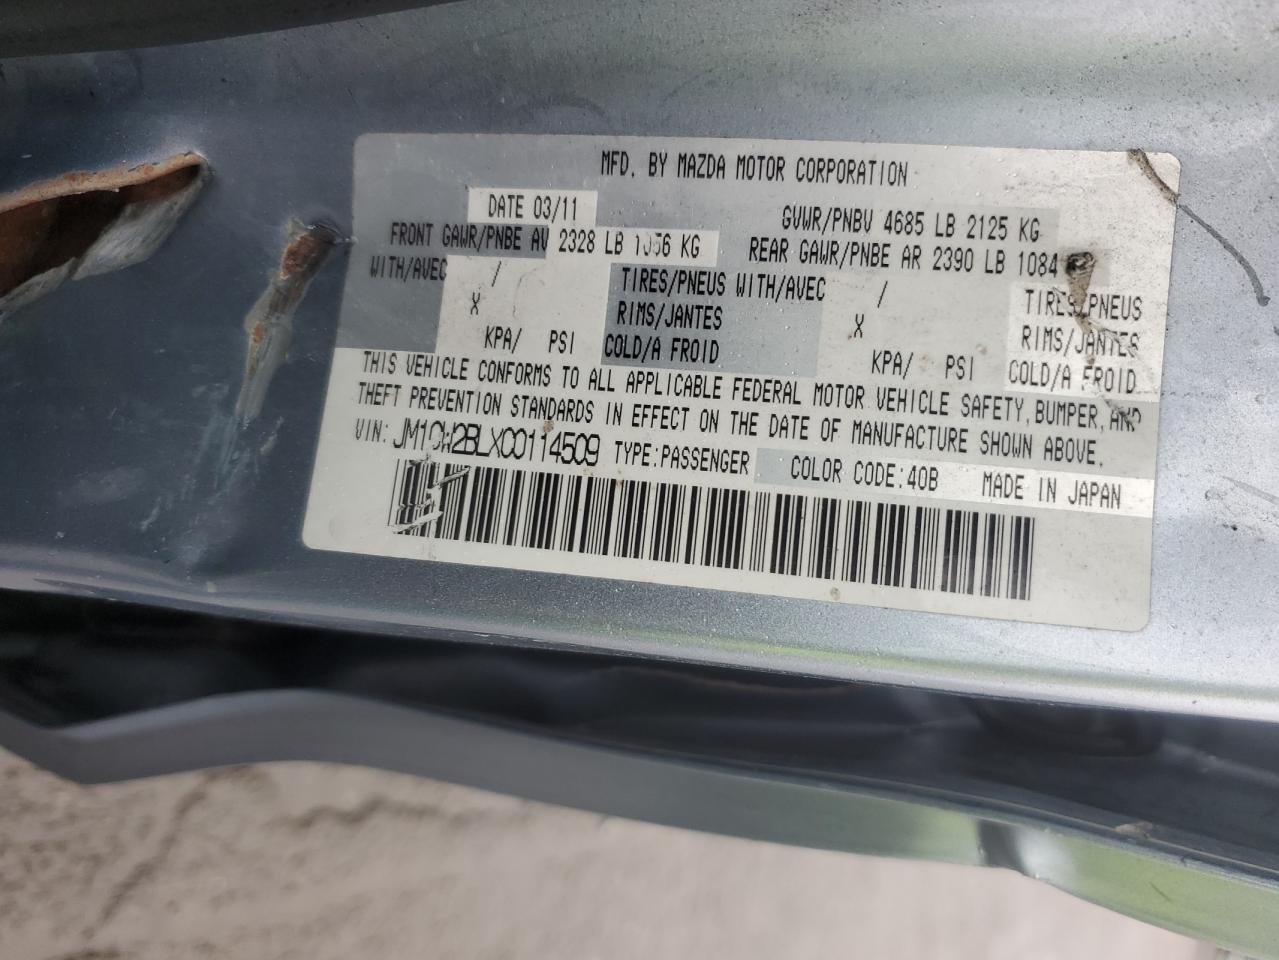 MFD. BY MAZDA MOTOR CORPORATION
DATE 03/11 GVWR/PNBV 4685 LB 2125 KG
FRONT GAWR/PNBE AV 2328 LB 1056 KG REAR GAWR/PNBE AR 2390 LB 1084
WITH/AVEC / TIRES/PNEUS WITH/AVEC / TIRES/PNEUS
X RIMS/JANTES X RIMS/JANTES
KPA/ PSI COLD/A FROID KPA/ PSI COLD/A FROID
THIS VEHICLE CONFORMS TO ALL APPLICABLE FEDERAL MOTOR VEHICLE SAFETY, BUMPER, AND
THEFT PREVENTION STANDARDS IN EFFECT ON THE DATE OF MANUFACTURE SHOWN ABOVE.
VIN: JM1CW2BLXC0114509 TYPE:PASSENGER COLOR CODE:40B MADE IN JAPAN